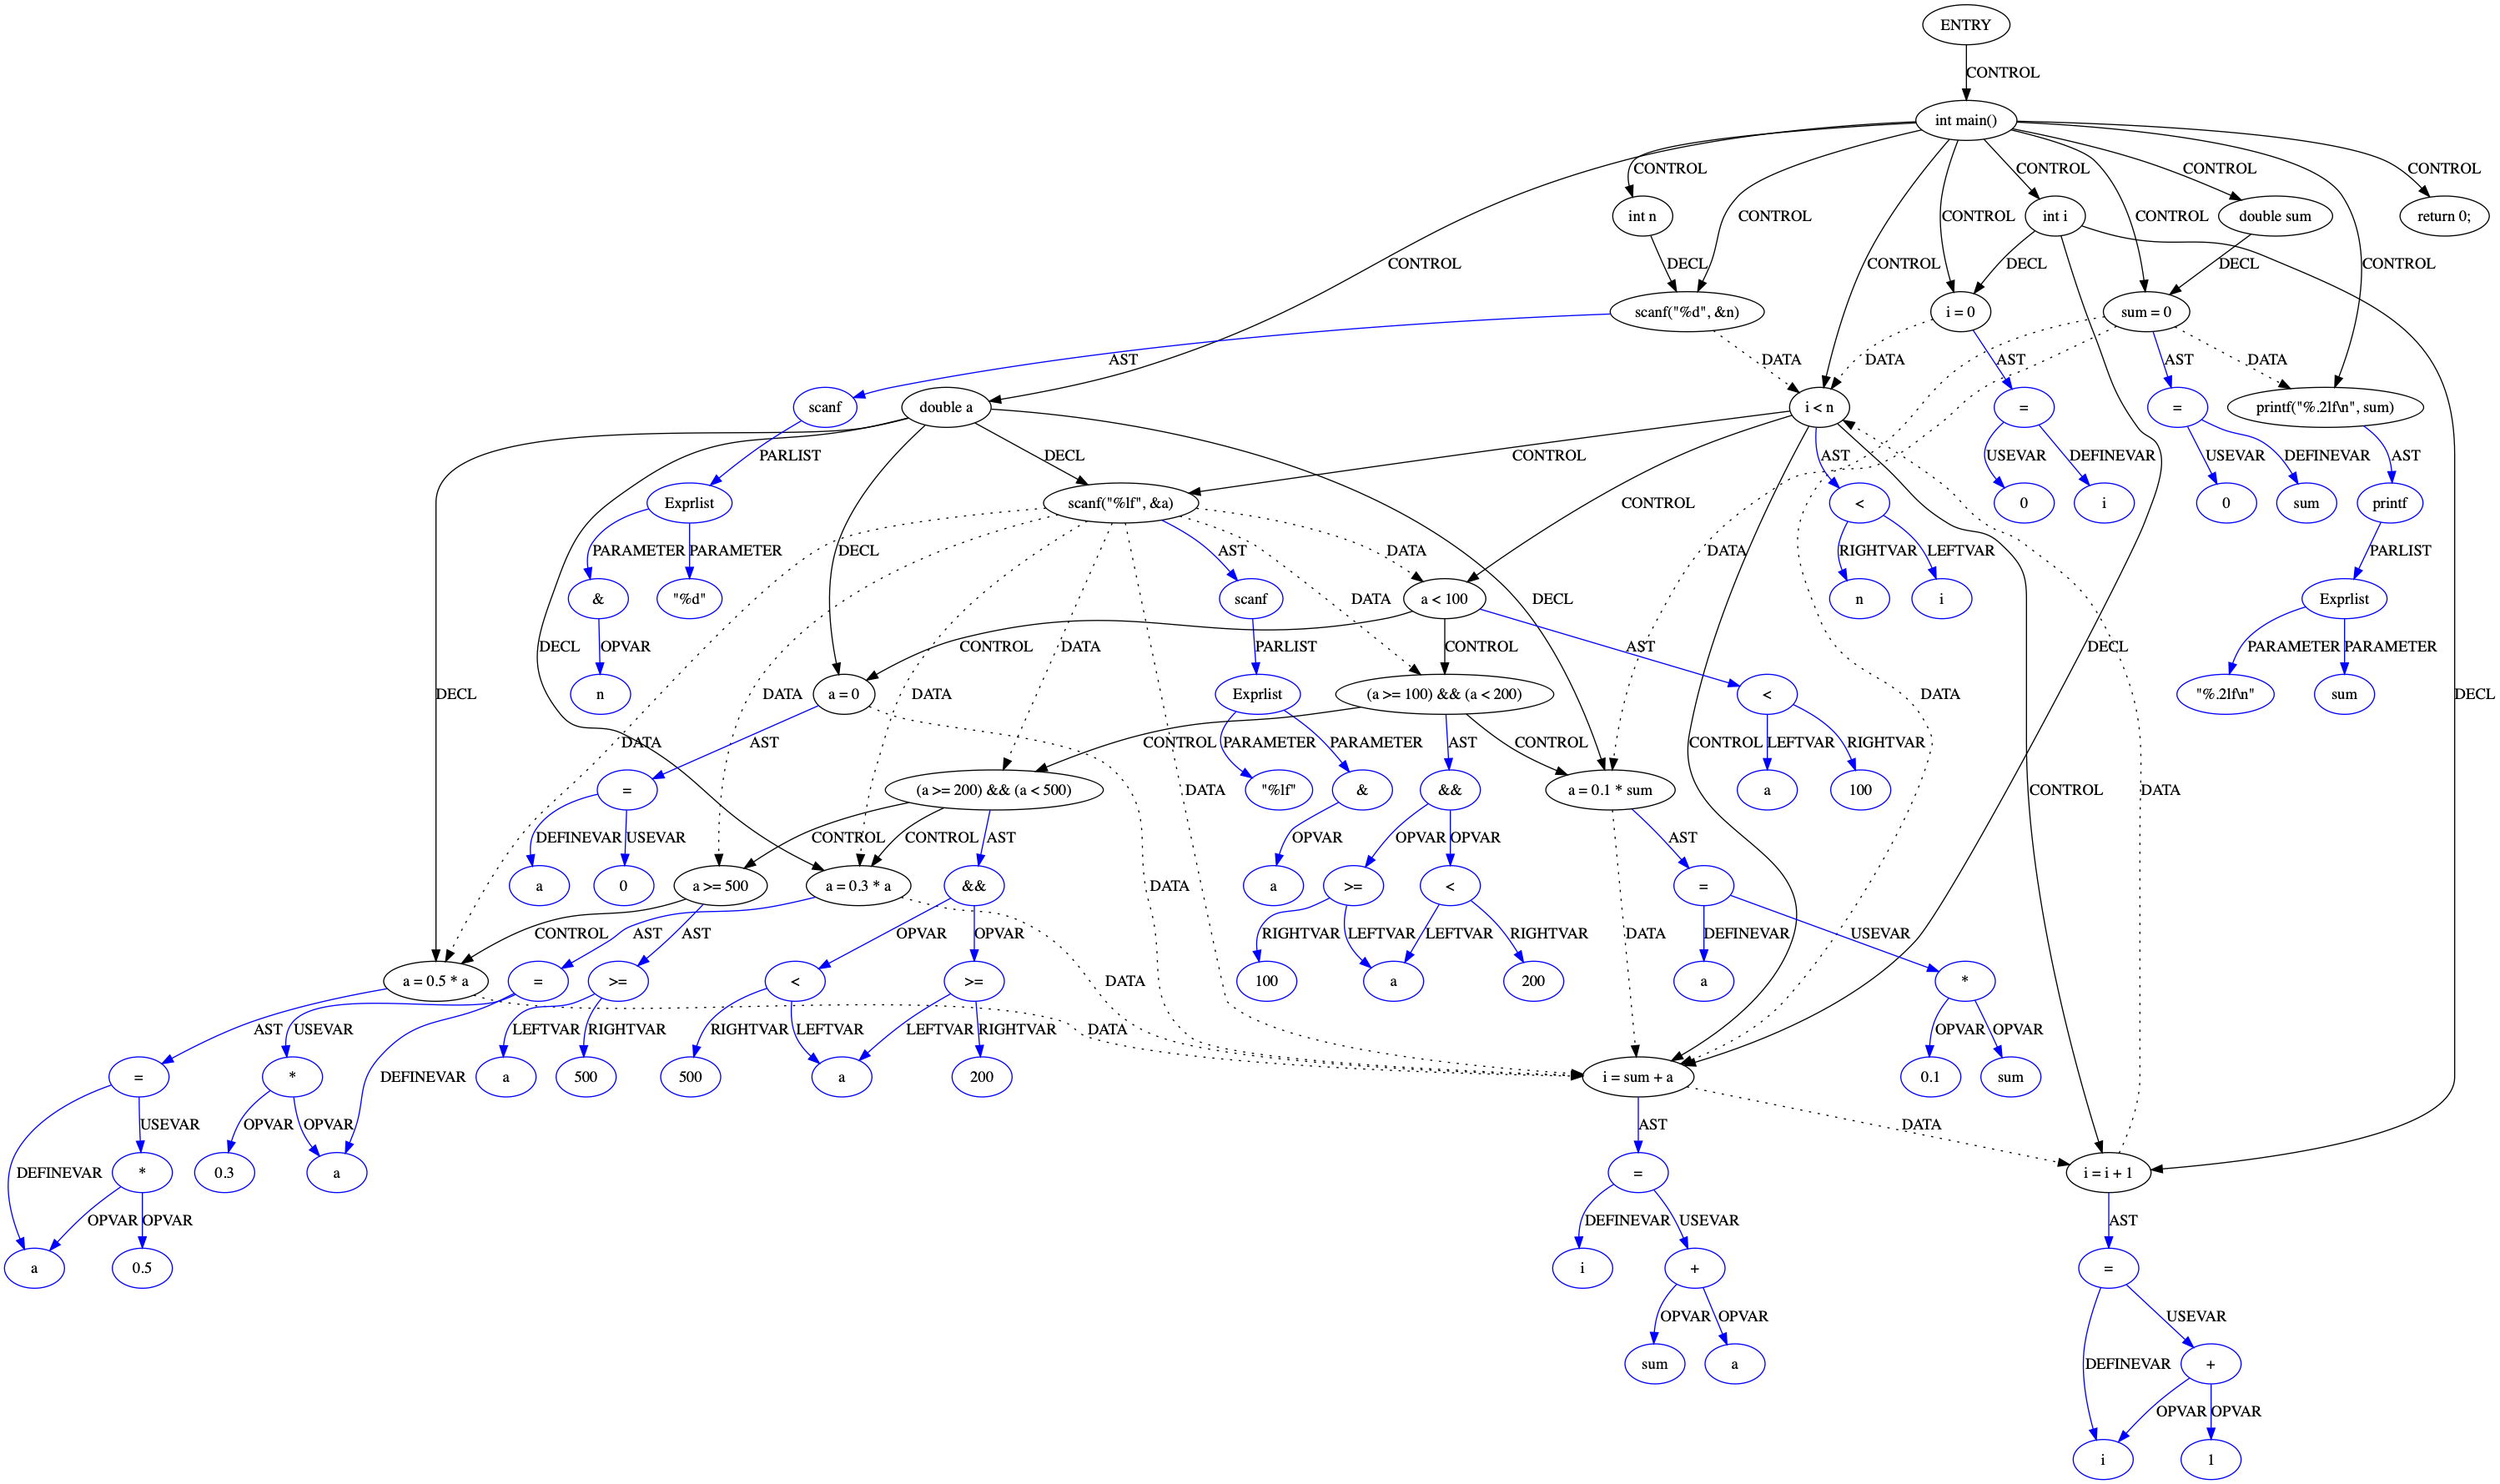 ENTRY
CONTROL
int main()
CONTROL CONTROL CONTROL CONTROL
int n int i double sum return 0;
CONTROL CONTROL CONTROL
CONTROL DECL CONTROL DECL DECL CONTROL
scanf("%d", &n) i = 0 sum = 0
AST DATA DATA AST AST DATA
scanf double a i < n = = printf("%.2lf\n", sum)
PARLIST DECL CONTROL AST USEVAR DEFINEVAR USEVAR DEFINEVAR AST
Exprlist scanf("%lf", &a) CONTROL < 0 i 0 sum printf
PARAMETER PARAMETER DECL AST DATA DATA RIGHTVAR LEFTVAR PARLIST
& "%d" scanf DATA a < 100 DECL n i Exprlist
DECL OPVAR DATA CONTROL PARLIST CONTROL AST DECL PARAMETER PARAMETER
n a = 0 Exprlist (a >= 100) && (a < 200) < "%.2lf\n" sum
DECL DATA DATA DATA DECL
DATA AST CONTROL PARAMETER PARAMETER AST CONTROL CONTROL LEFTVAR RIGHTVAR
= (a >= 200) && (a < 500) DATA "%lf" & && a = 0.1 * sum a 100 CONTROL DATA
DEFINEVAR USEVAR CONTROL CONTROL AST OPVAR OPVAR OPVAR AST
a 0 a >= 500 a = 0.3 * a && DATA a >= < =
CONTROL AST AST OPVAR OPVAR RIGHTVAR LEFTVAR LEFTVAR RIGHTVAR DATA DEFINEVAR USEVAR
a = 0.5 * a = >= < >= DATA 100 a 200 a *
AST USEVAR LEFTVAR RIGHTVAR DATA RIGHTVAR LEFTVAR LEFTVAR RIGHTVAR OPVAR OPVAR
= * DEFINEVAR a 500 500 a 200 i = sum + a 0.1 sum
DEFINEVAR USEVAR OPVAR OPVAR AST DATA
* 0.3 a = i = i + 1
OPVAR OPVAR DEFINEVAR USEVAR AST
a 0.5 i + =
OPVAR OPVAR USEVAR
sum a DEFINEVAR +
OPVAR OPVAR
i 1